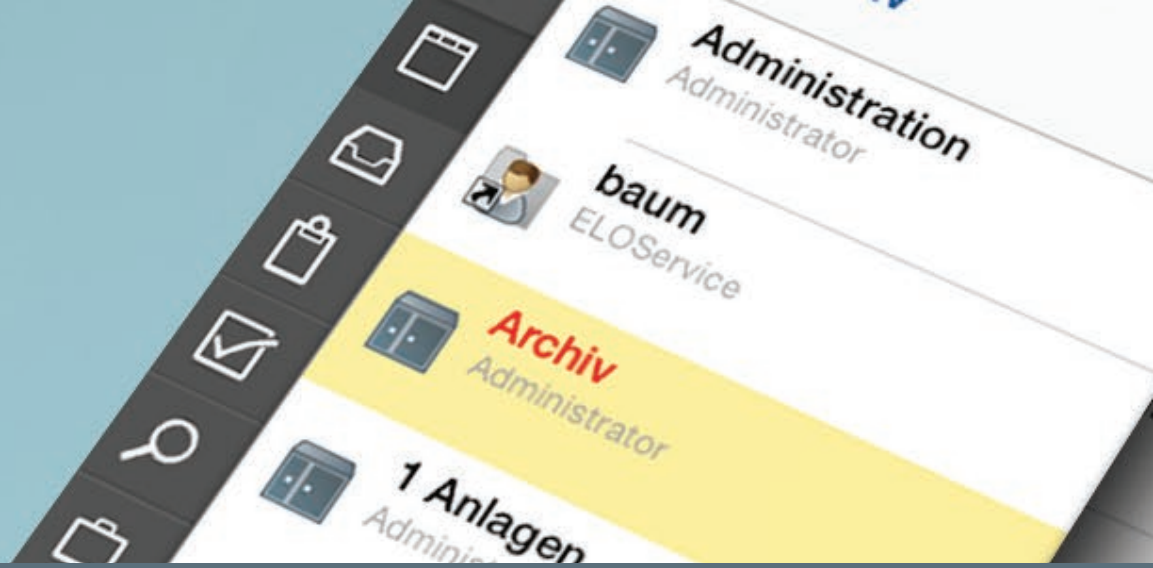 Administration
Administrator
baum
ELOService
Archiv
Administrator
1 Anlagen